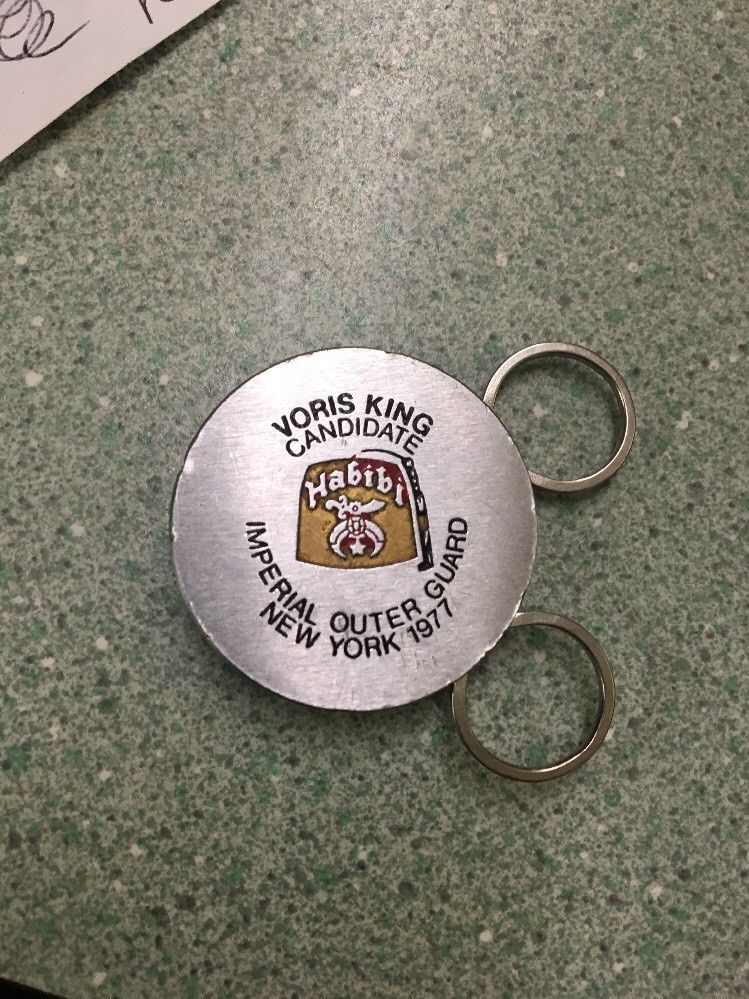 VORIS KING
CANDIDATE
Habibi
IMPERIAL OUTER GUARD
NEW YORK 1977